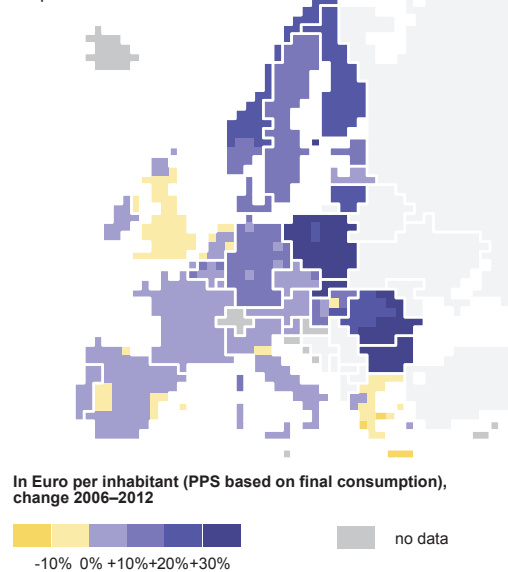 In Euro per inhabitant (PPS based on final consumption),
change 2006–2012
-10% 0% +10%+20%+30%
no data